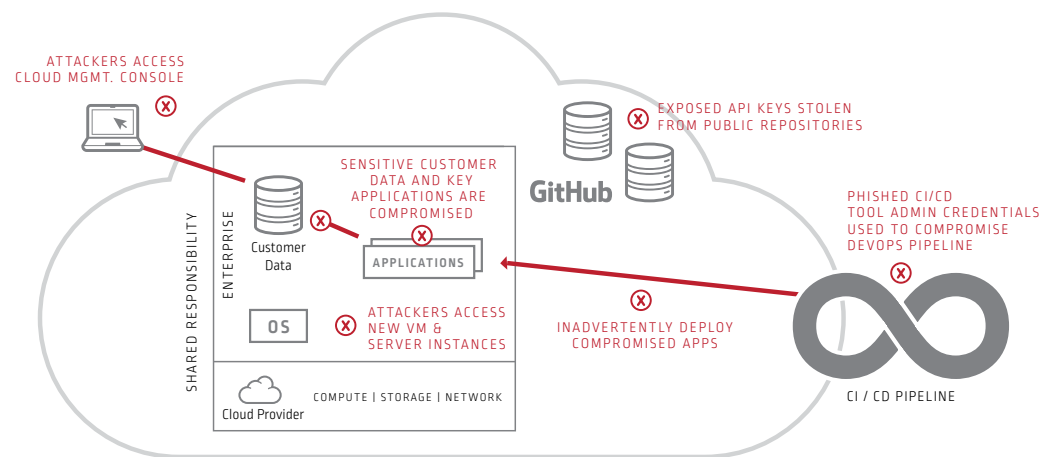 ATTACKERS ACCESS
CLOUD MGMT. CONSOLE
EXPOSED API KEYS STOLEN
FROM PUBLIC REPOSITORIES
GitHub
SENSITIVE CUSTOMER
DATA AND KEY
APPLICATIONS ARE
COMPROMISED
PHISHED CI/CD
TOOL ADMIN CREDENTIALS
USED TO COMPROMISE
DEVOPS PIPELINE
SHARED RESPONSIBILITY
ENTERPRISE
Customer
Data
APPLICATIONS
OS
ATTACKERS ACCESS
NEW VM &
SERVER INSTANCES
INADVERTENTLY DEPLOY
COMPROMISED APPS
Cloud Provider
COMPUTE | STORAGE | NETWORK
CI / CD PIPELINE